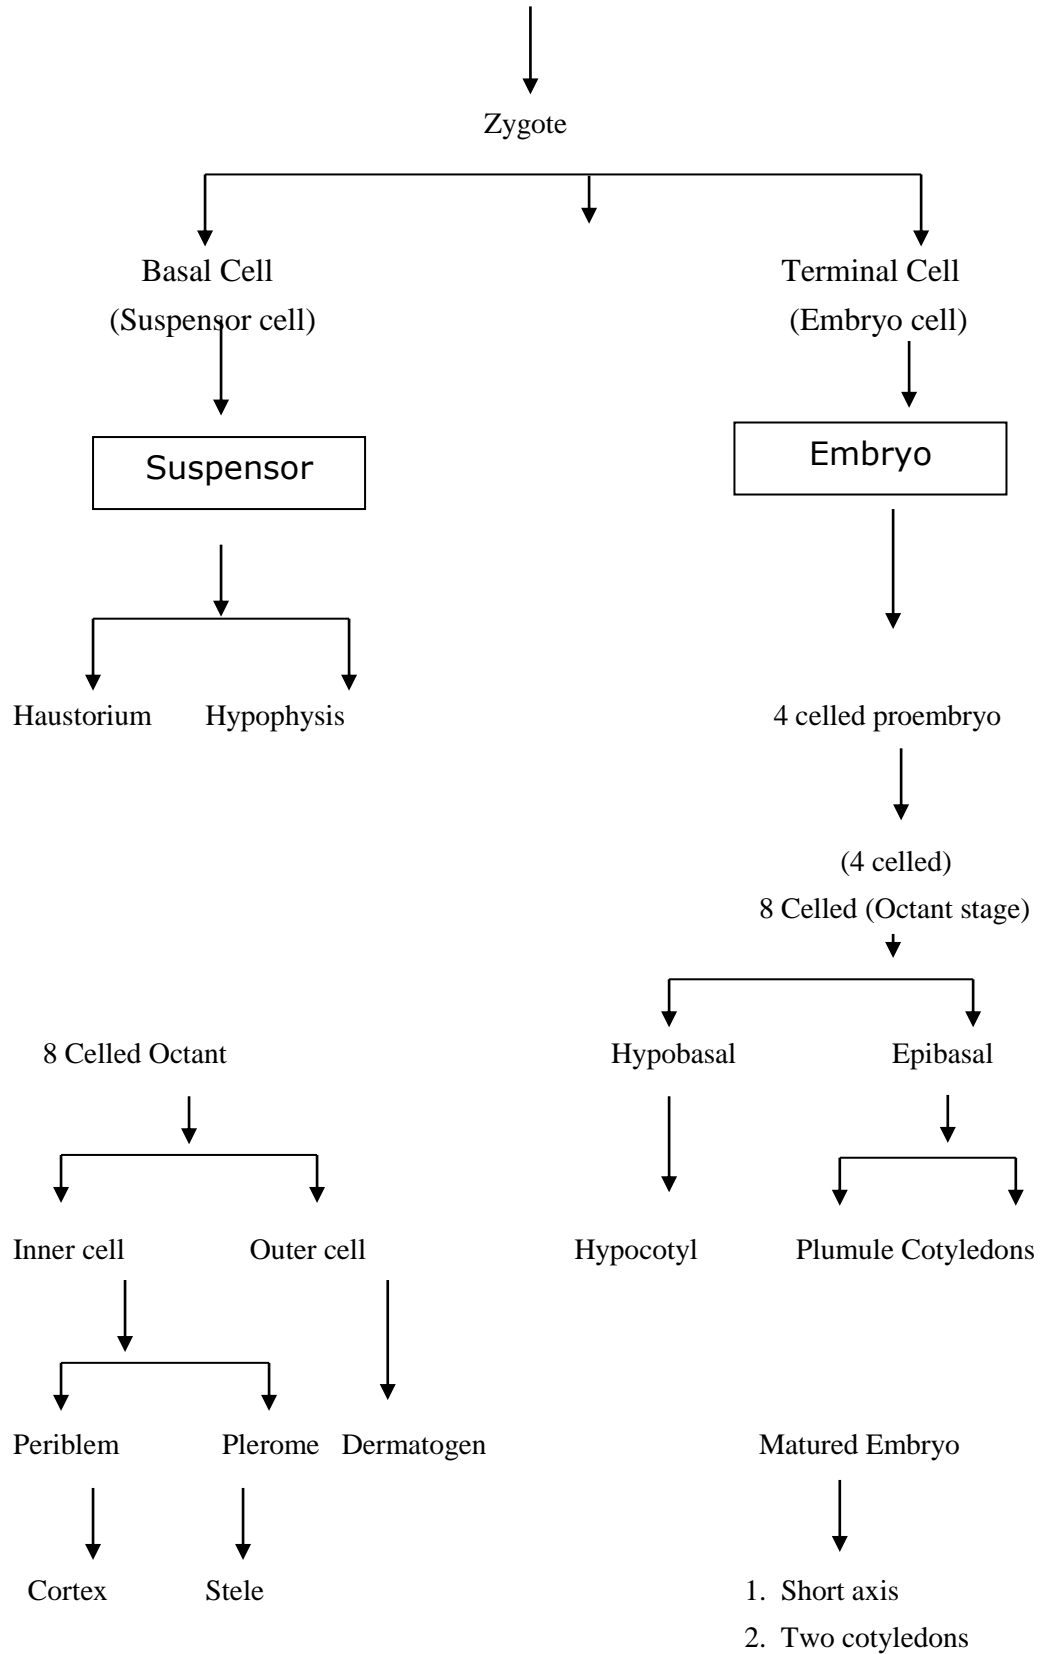 Zygote
Basal Cell
(Suspensor cell)
Terminal Cell
(Embryo cell)
Suspensor
Embryo
Haustorium Hypophysis
4 celled proembryo
(4 celled)
8 Celled (Octant stage)
Hypobasal Epibasal
8 Celled Octant
Inner cell Outer cell
Hypocotyl Plumule Cotyledons
Periblem Plerome Dermatogen
Cortex Stele
Matured Embryo
1. Short axis
2. Two cotyledons